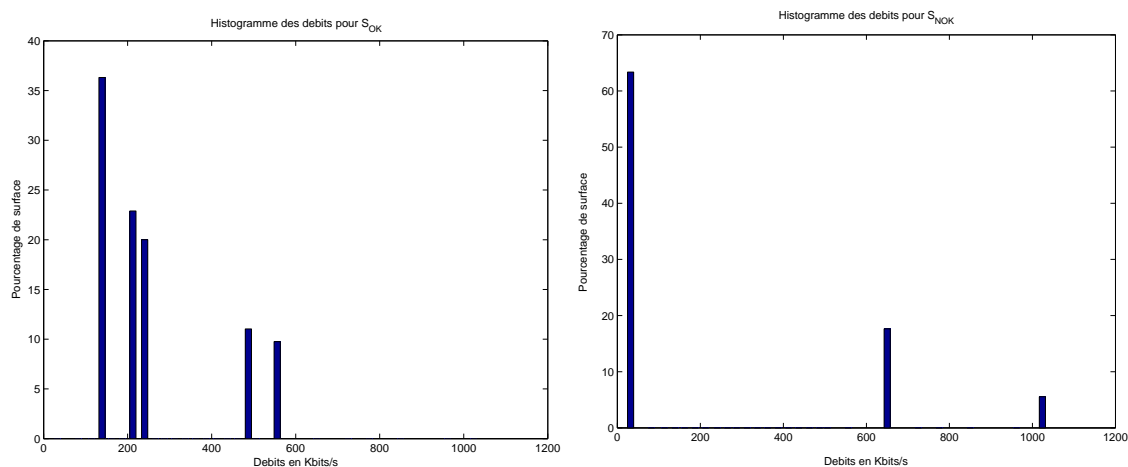 Histogramme des debits pour S_OK
40
35
30
25
20
15
10
5
0
Pourcentage de surface
0 200 400 600 800 1000 1200
Debits en Kbits/s
Histogramme des debits pour S_NOK
70
60
50
40
30
20
10
0
Pourcentage de surface
0 200 400 600 800 1000 1200
Debits en Kbits/s